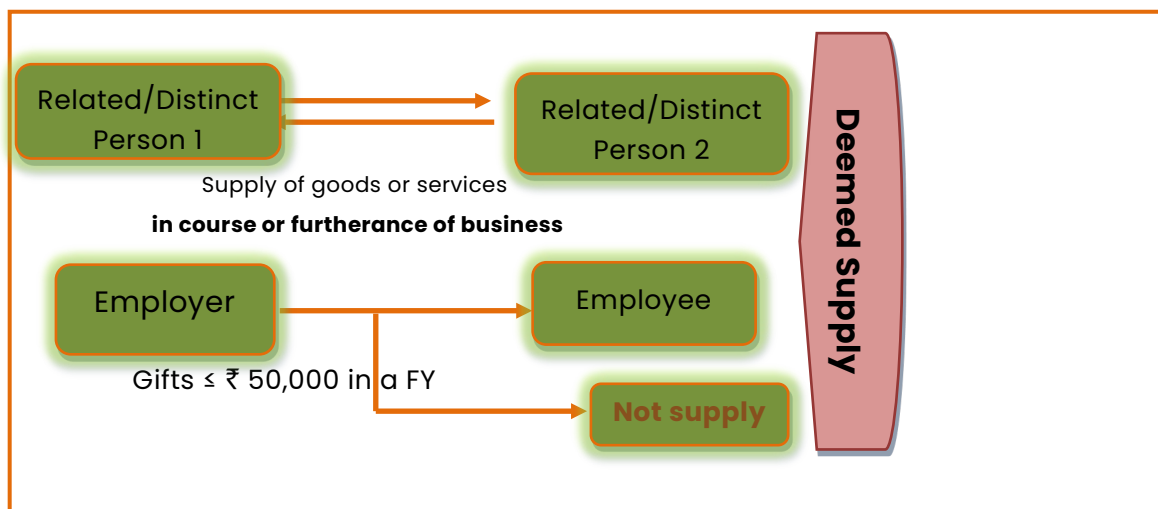 Related/Distinct
Person 1
Related/Distinct
Person 2
Supply of goods or services
in course or furtherance of business
Employer
Employee
Gifts ≤ ₹ 50,000 in a FY
Not supply
Deemed Supply